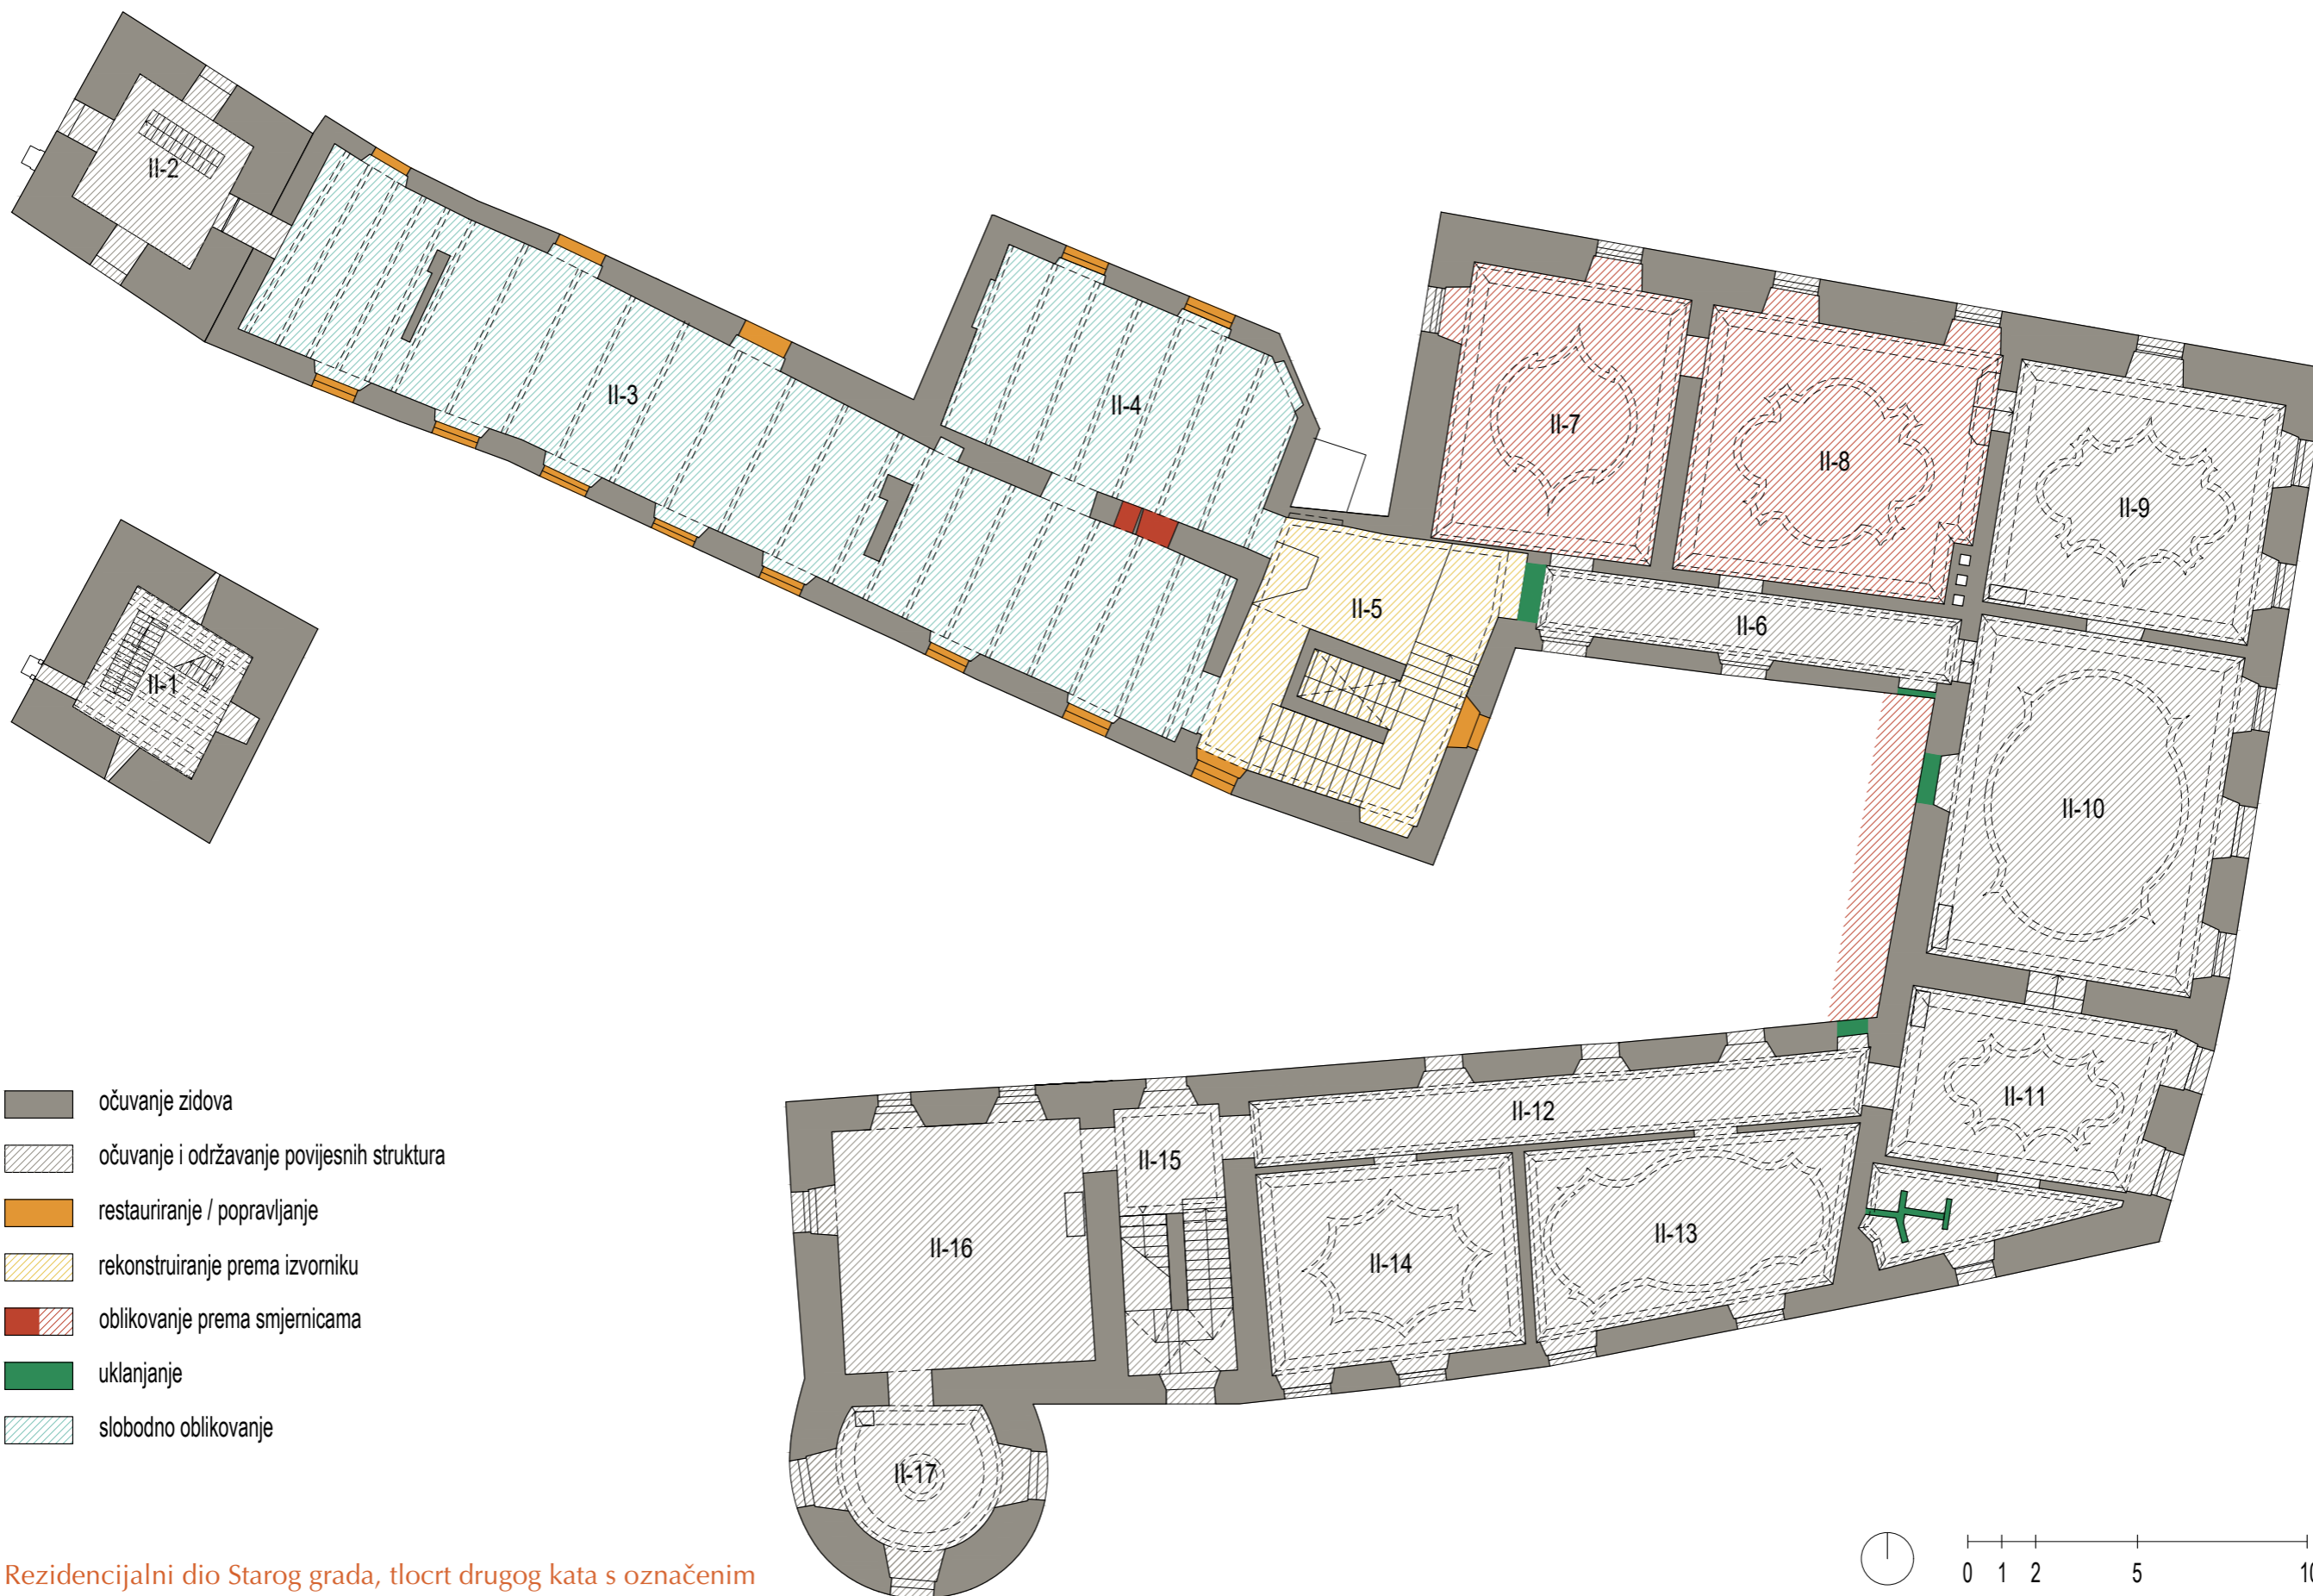 II-2
II-3
II-4
II-7
II-8
II-9
II-5
II-6
II-1
II-10
II-11
II-12
II-15
II-16
II-14
II-13
II-17
očuvanje zidova
očuvanje i održavanje povijesnih struktura
restauriranje / popravljanje
rekonstruiranje prema izvorniku
oblikovanje prema smjernicama
uklanjanje
slobodno oblikovanje
Rezidencijalni dio Starog grada, tlocrt drugog kata s označenim
0 1 2 5 10